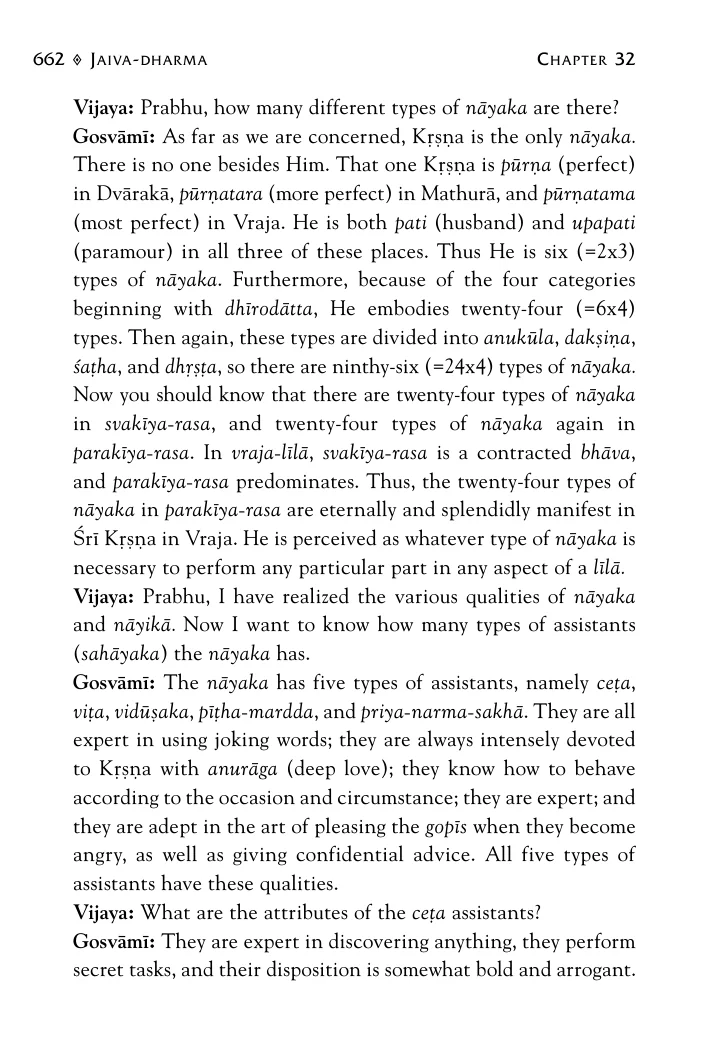 662 ◊ JAIVA-DHARMA CHAPTER 32
Vijaya: Prabhu, how many different types of nāyaka are there?
Gosvāmī: As far as we are concerned, Kṛṣṇa is the only nāyaka.
There is no one besides Him. That one Kṛṣṇa is pūrṇa (perfect)
in Dvārakā, pūrṇatara (more perfect) in Mathurā, and pūrṇatama
(most perfect) in Vraja. He is both pati (husband) and upapati
(paramour) in all three of these places. Thus He is six (=2x3)
types of nāyaka. Furthermore, because of the four categories
beginning with dhīrodātta, He embodies twenty-four (=6x4)
types. Then again, these types are divided into anukūla, dakṣiṇa,
śaṭha, and dhṛṣṭa, so there are ninthy-six (=24x4) types of nāyaka.
Now you should know that there are twenty-four types of nāyaka
in svakīya-rasa, and twenty-four types of nāyaka again in
parakīya-rasa. In vraja-līlā, svakīya-rasa is a contracted bhāva,
and parakīya-rasa predominates. Thus, the twenty-four types of
nāyaka in parakīya-rasa are eternally and splendidly manifest in
Śrī Kṛṣṇa in Vraja. He is perceived as whatever type of nāyaka is
necessary to perform any particular part in any aspect of a līlā.
Vijaya: Prabhu, I have realized the various qualities of nāyaka
and nāyikā. Now I want to know how many types of assistants
(sahāyaka) the nāyaka has.
Gosvāmī: The nāyaka has five types of assistants, namely ceṭa,
viṭa, vidūṣaka, pīṭha-mardda, and priya-narma-sakhā. They are all
expert in using joking words; they are always intensely devoted
to Kṛṣṇa with anurāga (deep love); they know how to behave
according to the occasion and circumstance; they are expert; and
they are adept in the art of pleasing the gopīs when they become
angry, as well as giving confidential advice. All five types of
assistants have these qualities.
Vijaya: What are the attributes of the ceṭa assistants?
Gosvāmī: They are expert in discovering anything, they perform
secret tasks, and their disposition is somewhat bold and arrogant.